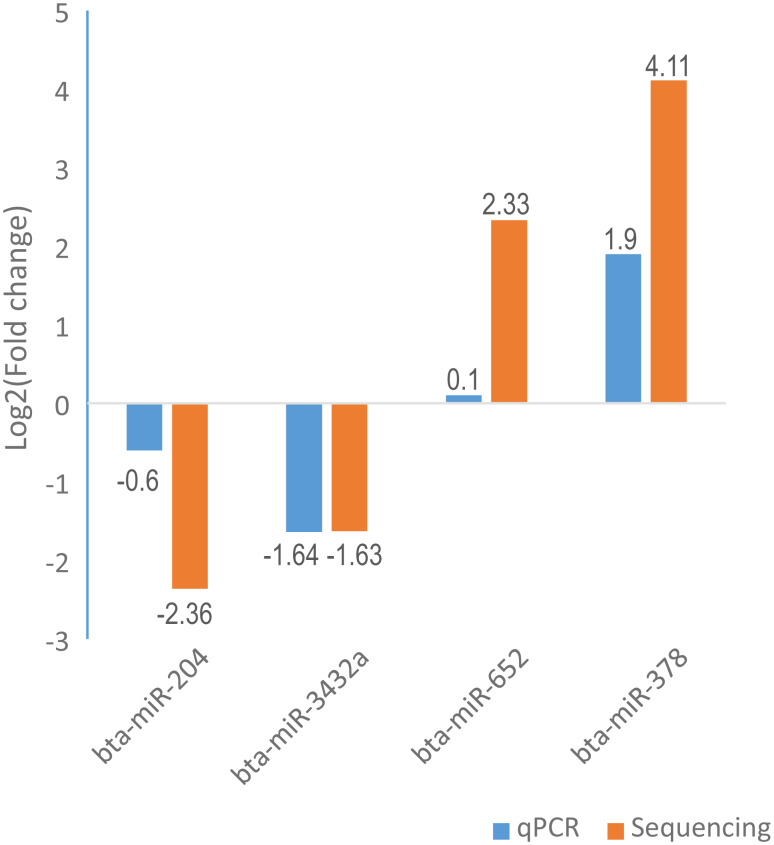 5
4
3
2
1
0
-1
-2
-3
Log2(Fold change)
-0.6
-2.36
-1.64
-1.63
0.1
2.33
1.9
4.11
bta-miR-204
bta-miR-3432a
bta-miR-652
bta-miR-378
qPCR
Sequencing